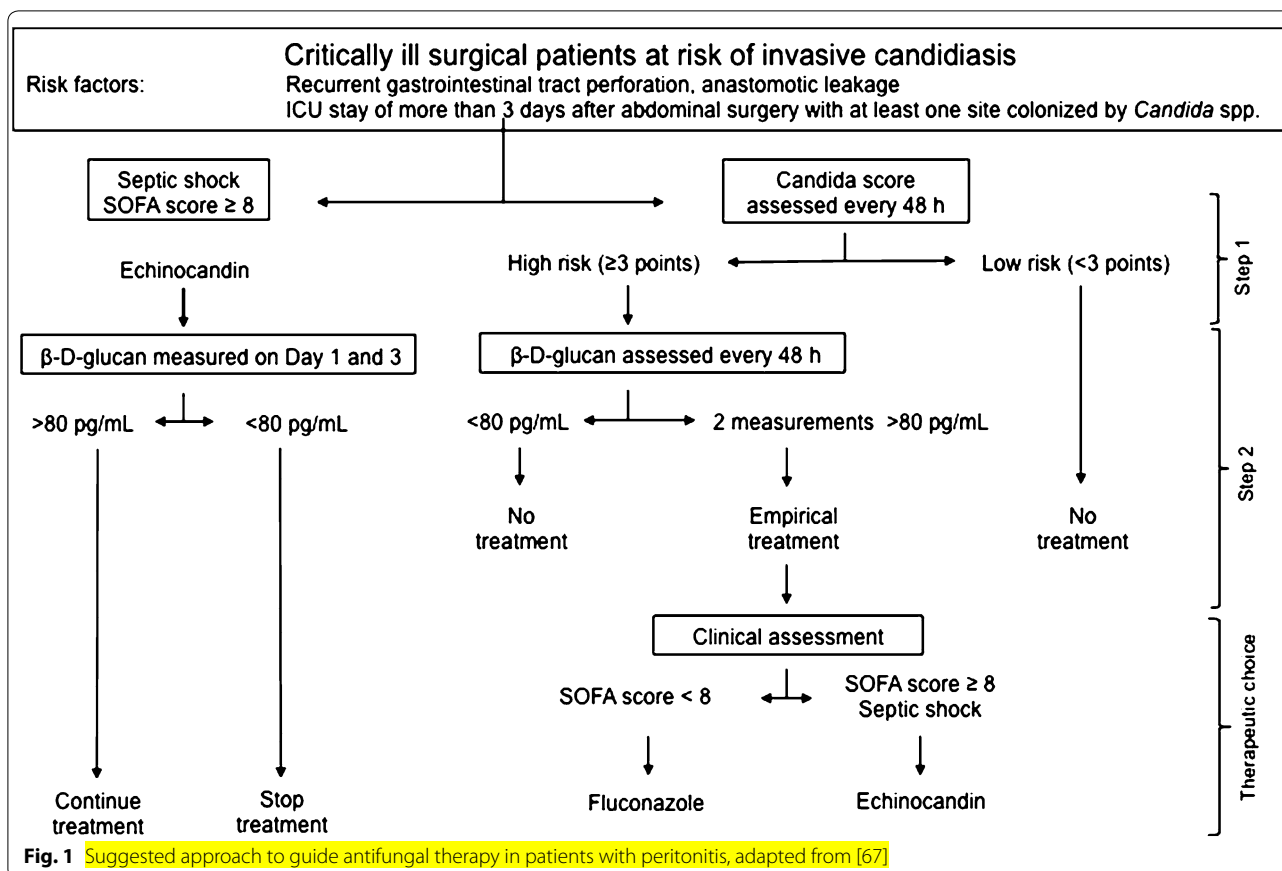 Critically ill surgical patients at risk of invasive candidiasis
Risk factors: Recurrent gastrointestinal tract perforation, anastomotic leakage
ICU stay of more than 3 days after abdominal surgery with at least one site colonized by Candida spp.
Septic shock
SOFA score ≥ 8
Candida score
assessed every 48 h
Echinocandin
High risk (≥3 points)
Low risk (<3 points)
Step 1
β-D-glucan measured on Day 1 and 3
β-D-glucan assessed every 48 h
>80 pg/mL
<80 pg/mL
<80 pg/mL
2 measurements >80 pg/mL
No
treatment
Empirical
treatment
No
treatment
Step 2
Clinical assessment
SOFA score < 8
SOFA score ≥ 8
Septic shock
Continue
treatment
Stop
treatment
Fluconazole
Echinocandin
Therapeutic choice
Fig. 1 Suggested approach to guide antifungal therapy in patients with peritonitis, adapted from [67]